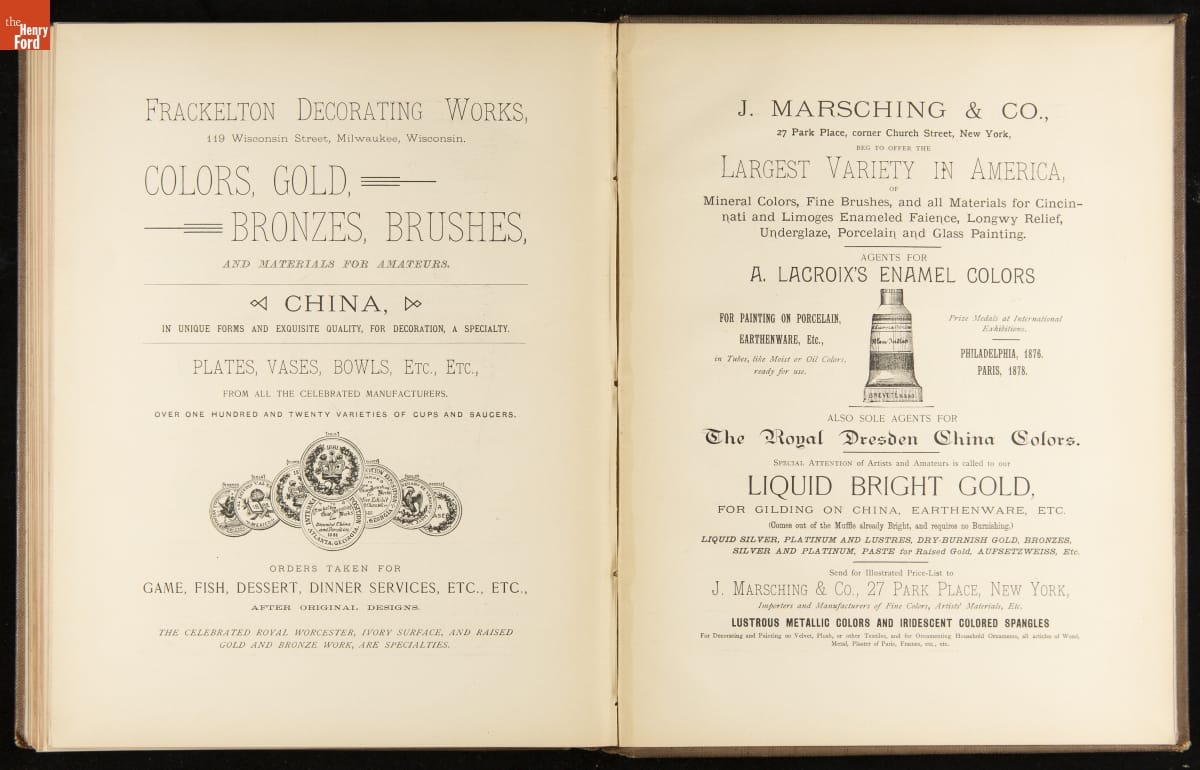 the
Henry
Ford
FRACKELTON DECORATING WORKS,
119 Wisconsin Street, Milwaukee, Wisconsin.
COLORS, GOLD,
BRONZES, BRUSHES,
AND MATERIALS FOR AMATEURS.
CHINA,
IN UNIQUE FORMS AND EXQUISITE QUALITY, FOR DECORATION, A SPECIALTY.
PLATES, VASES, BOWLS, ETC., ETC.,
FROM ALL THE CELEBRATED MANUFACTURERS.
OVER ONE HUNDRED AND TWENTY VARIETIES OF CUPS AND SAUCERS.
1881
ATLANTA, GEORGIA
ORDERS TAKEN FOR
GAME, FISH, DESSERT, DINNER SERVICES, ETC., ETC.,
AFTER ORIGINAL DESIGNS.
THE CELEBRATED ROYAL WORCESTER, IVORY SURFACE, AND RAISED
GOLD AND BRONZE WORK, ARE SPECIALTIES.
J. MARSCHING & CO.,
27 Park Place, corner Church Street, New York,
BEG TO OFFER THE
LARGEST VARIETY IN AMERICA,
OF
Mineral Colors, Fine Brushes, and all Materials for Cincin-
nati and Limoges Enameled Faience, Longwy Relief,
Underglaze, Porcelain and Glass Painting.
AGENTS FOR
A. LACROIX'S ENAMEL COLORS
FOR PAINTING ON PORCELAIN,
EARTHENWARE, Etc.,
in Tubes, like Moist or Oil Colors,
ready for use.
BREVETE
Prize Medals at International
Exhibitions.
PHILADELPHIA, 1876.
PARIS, 1878.
ALSO SOLE AGENTS FOR
The Royal Dresden China Colors.
SPECIAL ATTENTION of Artists and Amateurs is called to our
LIQUID BRIGHT GOLD,
FOR GILDING ON CHINA, EARTHENWARE, ETC.
(Comes out of the Muffle already Bright, and requires no Burnishing.)
LIQUID SILVER, PLATINUM AND LUSTRES, DRY-BURNISH GOLD, BRONZES,
SILVER AND PLATINUM, PASTE for Raised Gold, AUFSETZWEISS, Etc.
Send for Illustrated Price-List to
J. MARSCHING & CO., 27 PARK PLACE, NEW YORK,
Importers and Manufacturers of Fine Colors, Artists' Materials, Etc.
LUSTROUS METALLIC COLORS AND IRIDESCENT COLORED SPANGLES
For Decorating and Painting on Velvet, Plush, or other Textiles, and for Ornamenting Household Ornaments, all articles of Wood,
Metal, Plaster of Paris, Frames, etc., etc.